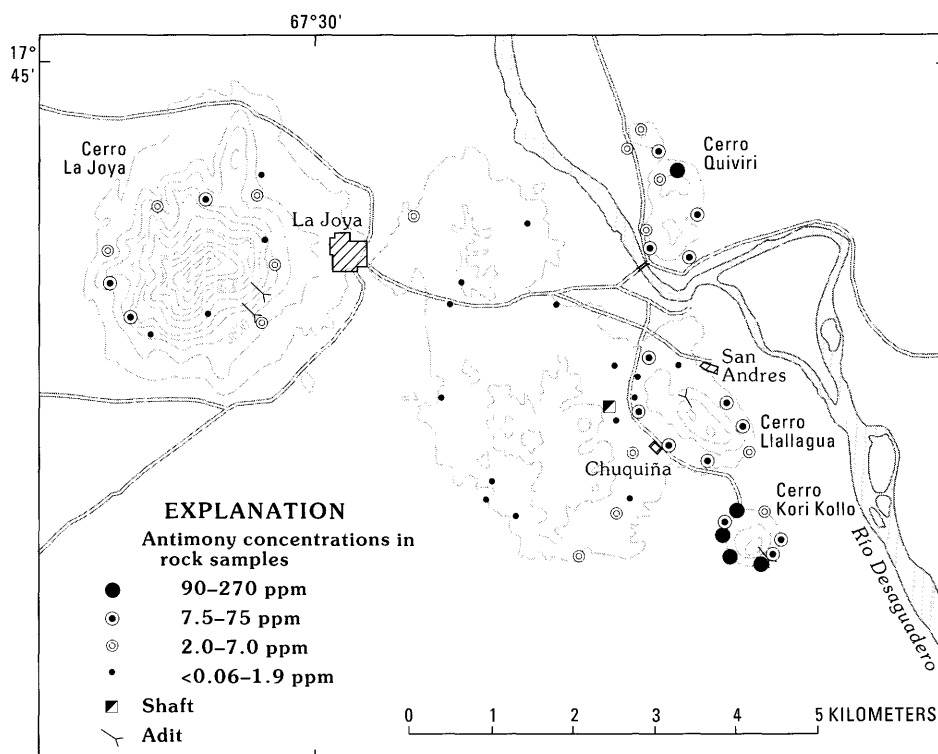 67°30'
17°
45'
Cerro
La Joya
La Joya
Cerro
Quiviri
San
Andres
Cerro
Llallagua
Chuquiña
Cerro
Kori Kollo
Río Desaguadero
EXPLANATION
Antimony concentrations in
rock samples
90–270 ppm
7.5–75 ppm
2.0–7.0 ppm
<0.06–1.9 ppm
Shaft
Adit
0 1 2 3 4 5 KILOMETERS